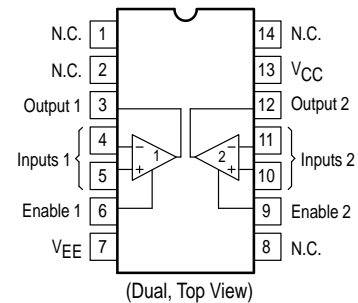 N.C. 1 14 N.C.
N.C. 2 13 VCC
Output 1 3 12 Output 2
4 – – 11
Inputs 1 1 2 Inputs 2
5 + + 10
Enable 1 6 9 Enable 2
VEE 7 8 N.C.
(Dual, Top View)